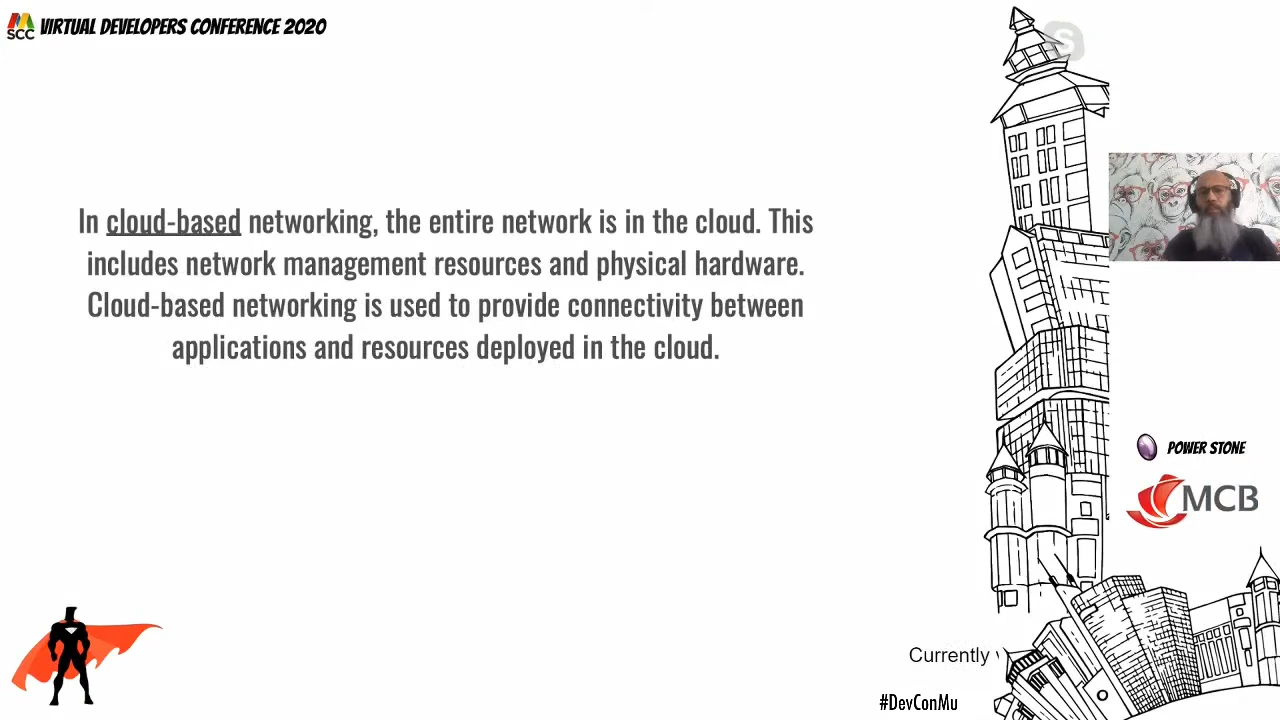 SCC VIRTUAL DEVELOPERS CONFERENCE 2020
S
In cloud-based networking, the entire network is in the cloud. This
includes network management resources and physical hardware.
Cloud-based networking is used to provide connectivity between
applications and resources deployed in the cloud.
POWER STONE
MCB
Currently
#DevConMu